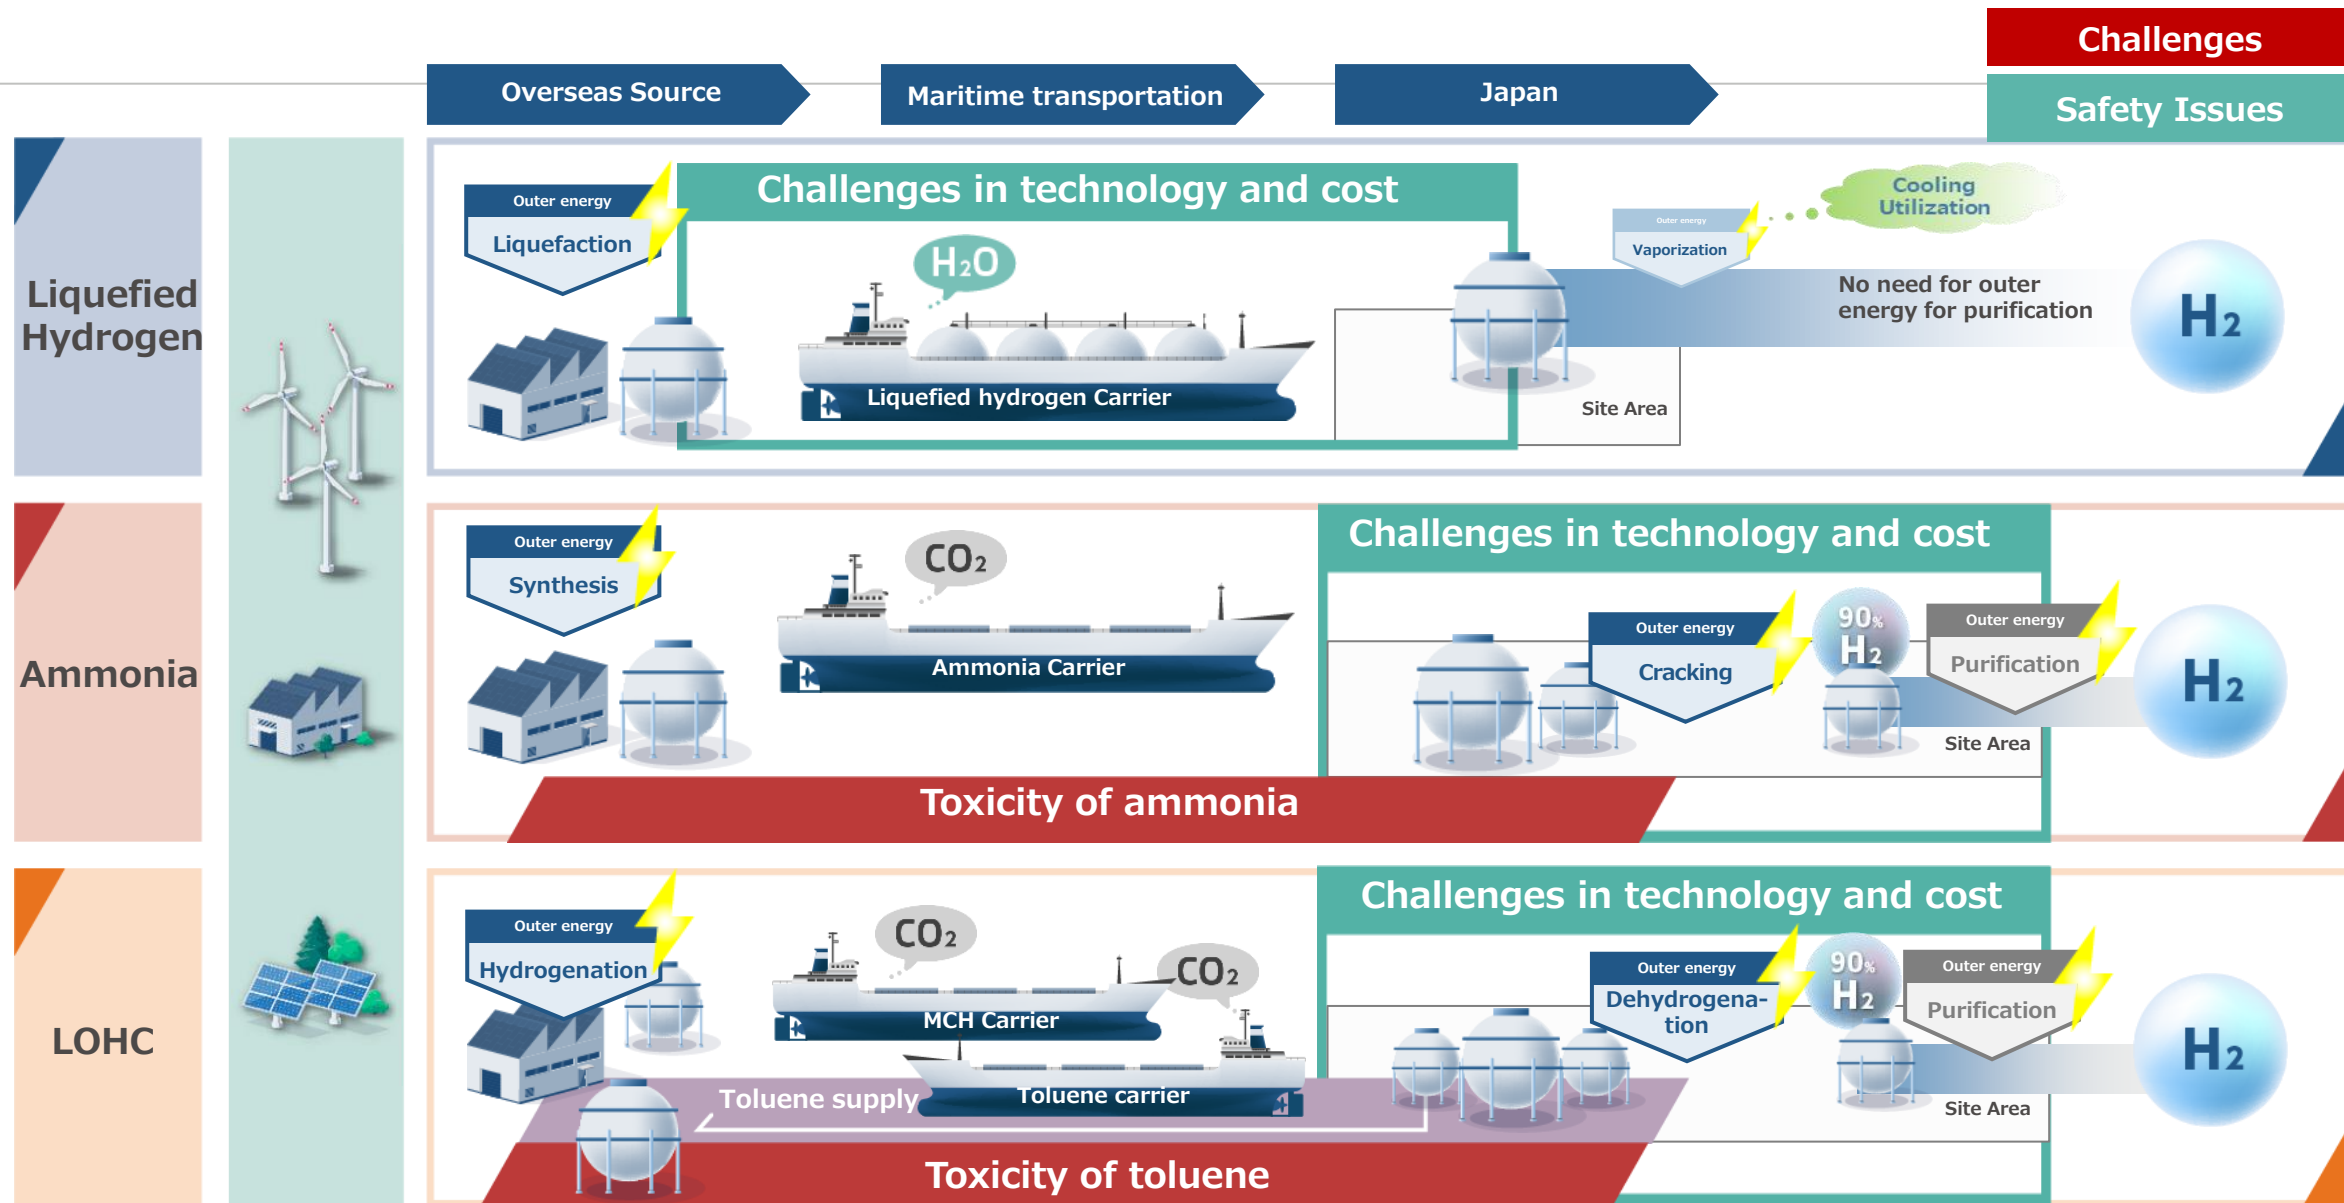 Challenges
Safety Issues
Overseas Source
Maritime transportation
Japan
Liquefied
Hydrogen
Outer energy
Liquefaction
Challenges in technology and cost
H₂O
Liquefied hydrogen Carrier
Outer energy
Vaporization
Cooling
Utilization
No need for outer
energy for purification
Site Area
H₂
Ammonia
Outer energy
Synthesis
CO₂
Ammonia Carrier
Challenges in technology and cost
Outer energy
Cracking
90%
H₂
Outer energy
Purification
Site Area
H₂
Toxicity of ammonia
LOHC
Outer energy
Hydrogenation
CO₂
MCH Carrier
CO₂
Toluene carrier
Toluene supply
Challenges in technology and cost
Outer energy
Dehydrogena-
tion
90%
H₂
Outer energy
Purification
Site Area
H₂
Toxicity of toluene